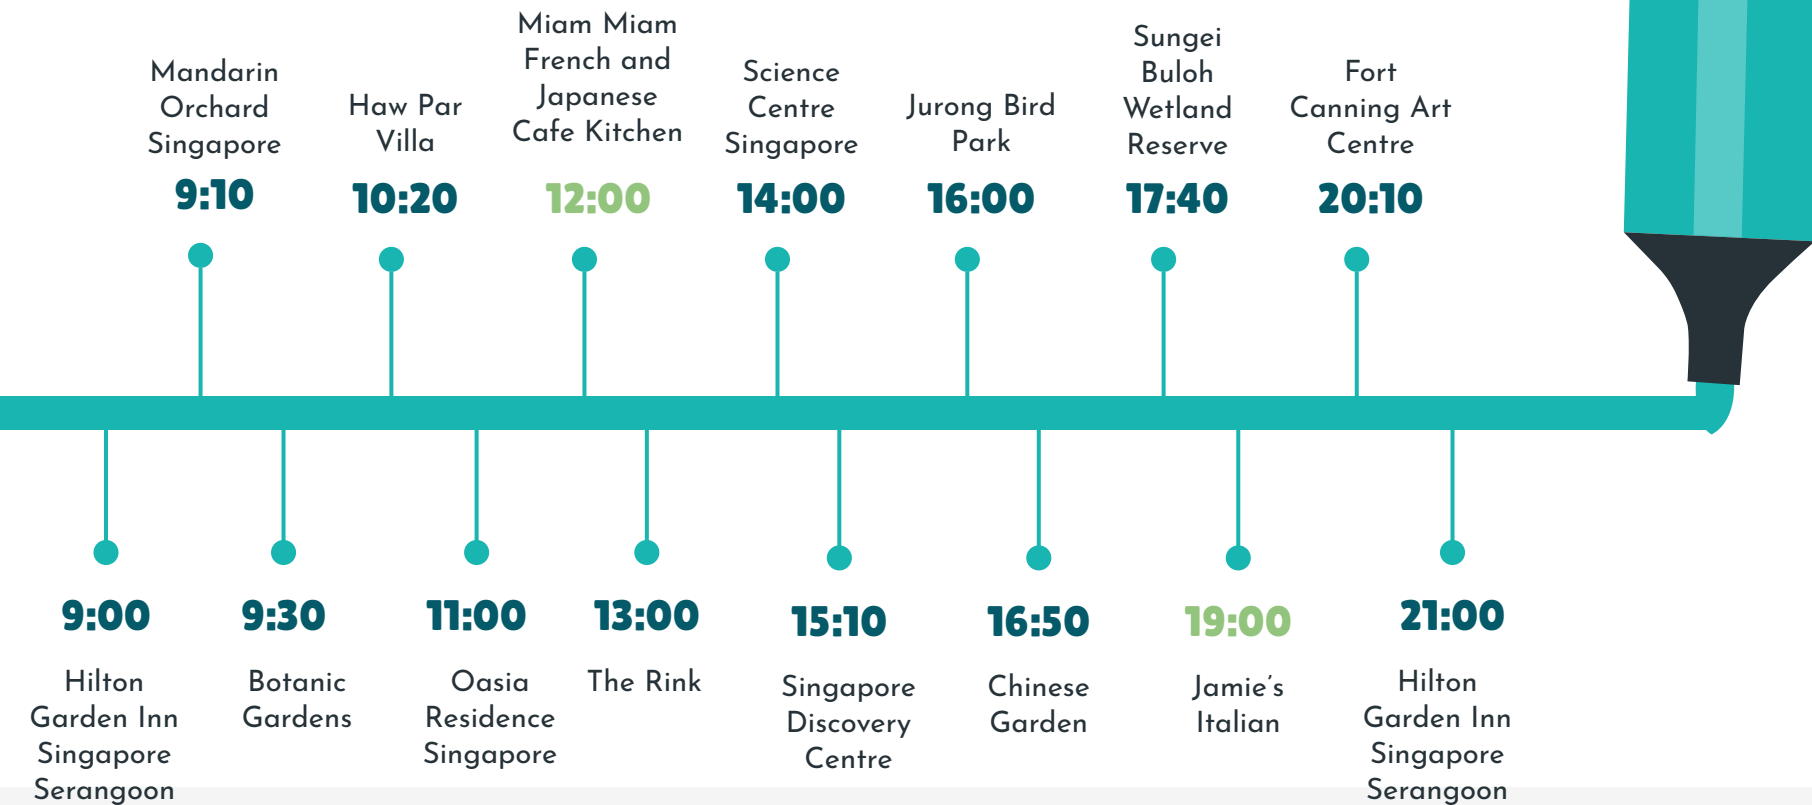 Mandarin
Orchard
Singapore
9:10
Haw Par
Villa
10:20
Miam Miam
French and
Japanese
Cafe Kitchen
12:00
Science
Centre
Singapore
14:00
Jurong Bird
Park
16:00
Sungei
Buloh
Wetland
Reserve
17:40
Fort
Canning Art
Centre
20:10
9:00
Hilton
Garden Inn
Singapore
Serangoon
9:30
Botanic
Gardens
11:00
Oasia
Residence
Singapore
13:00
The Rink
15:10
Singapore
Discovery
Centre
16:50
Chinese
Garden
19:00
Jamie's
Italian
21:00
Hilton
Garden Inn
Singapore
Serangoon